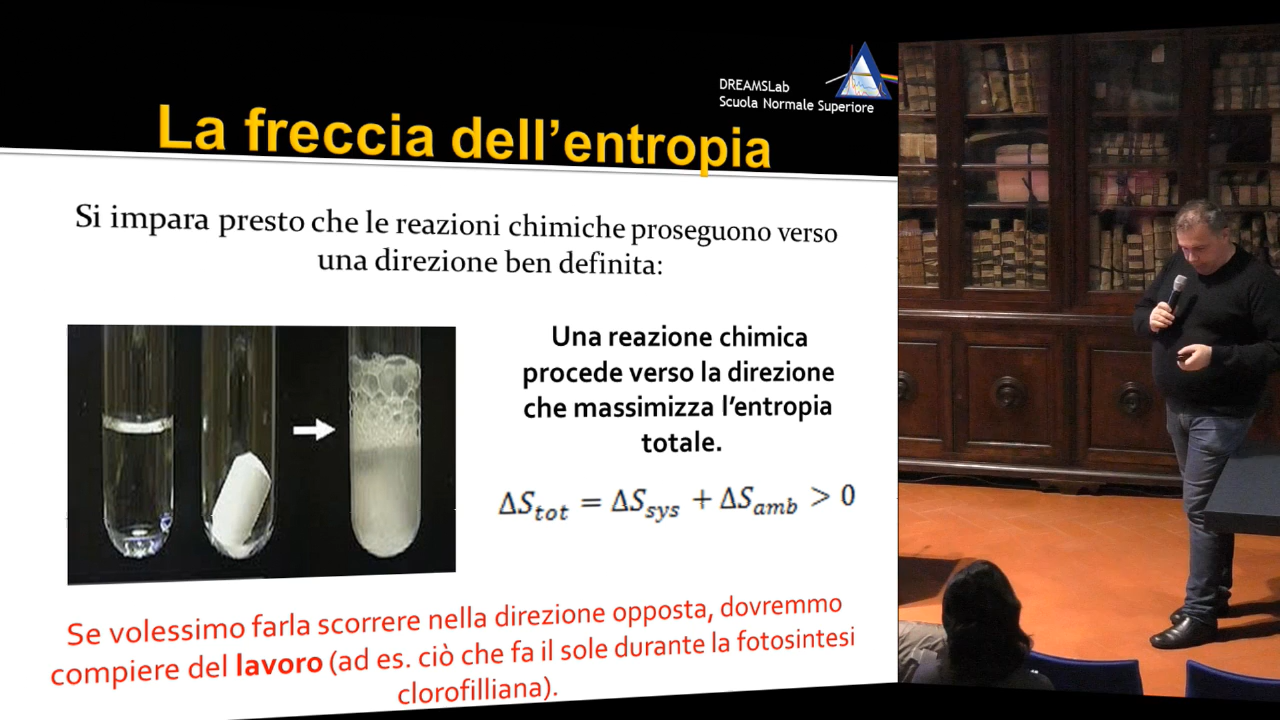 DREAMSLab
Scuola Normale Superiore
La freccia dell’entropia
Si impara presto che le reazioni chimiche proseguono verso
una direzione ben definita:
Una reazione chimica
procede verso la direzione
che massimizza l’entropia
totale.
ΔS_tot = ΔS_sys + ΔS_amb > 0
Se volessimo farla scorrere nella direzione opposta, dovremmo
compiere del lavoro (ad es. ciò che fa il sole durante la fotosintesi
clorofilliana).